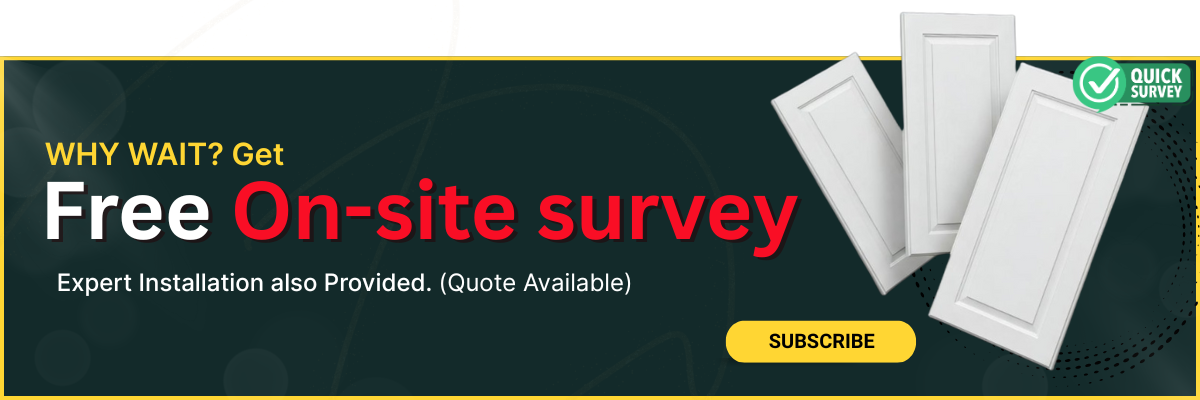 QUICK
SURVEY
WHY WAIT? Get
Free On-site survey
Expert Installation also Provided. (Quote Available)
SUBSCRIBE